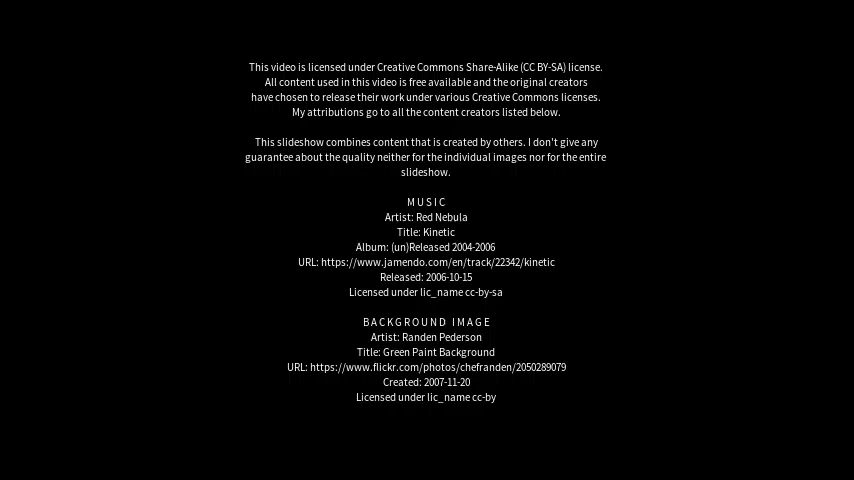 This video is licensed under Creative Commons Share-Alike (CC BY-SA) license.
All content used in this video is free available and the original creators
have chosen to release their work under various Creative Commons licenses.
My attributions go to all the content creators listed below.
This slideshow combines content that is created by others. I don't give any
guarantee about the quality neither for the individual images nor for the entire
slideshow.
MUSIC
Artist: Red Nebula
Title: Kinetic
Album: (un)Released 2004-2006
URL: https://www.jamendo.com/en/track/22342/kinetic
Released: 2006-10-15
Licensed under lic_name cc-by-sa
BACKGROUND IMAGE
Artist: Randen Pederson
Title: Green Paint Background
URL: https://www.flickr.com/photos/chefranden/2050289079
Created: 2007-11-20
Licensed under lic_name cc-by